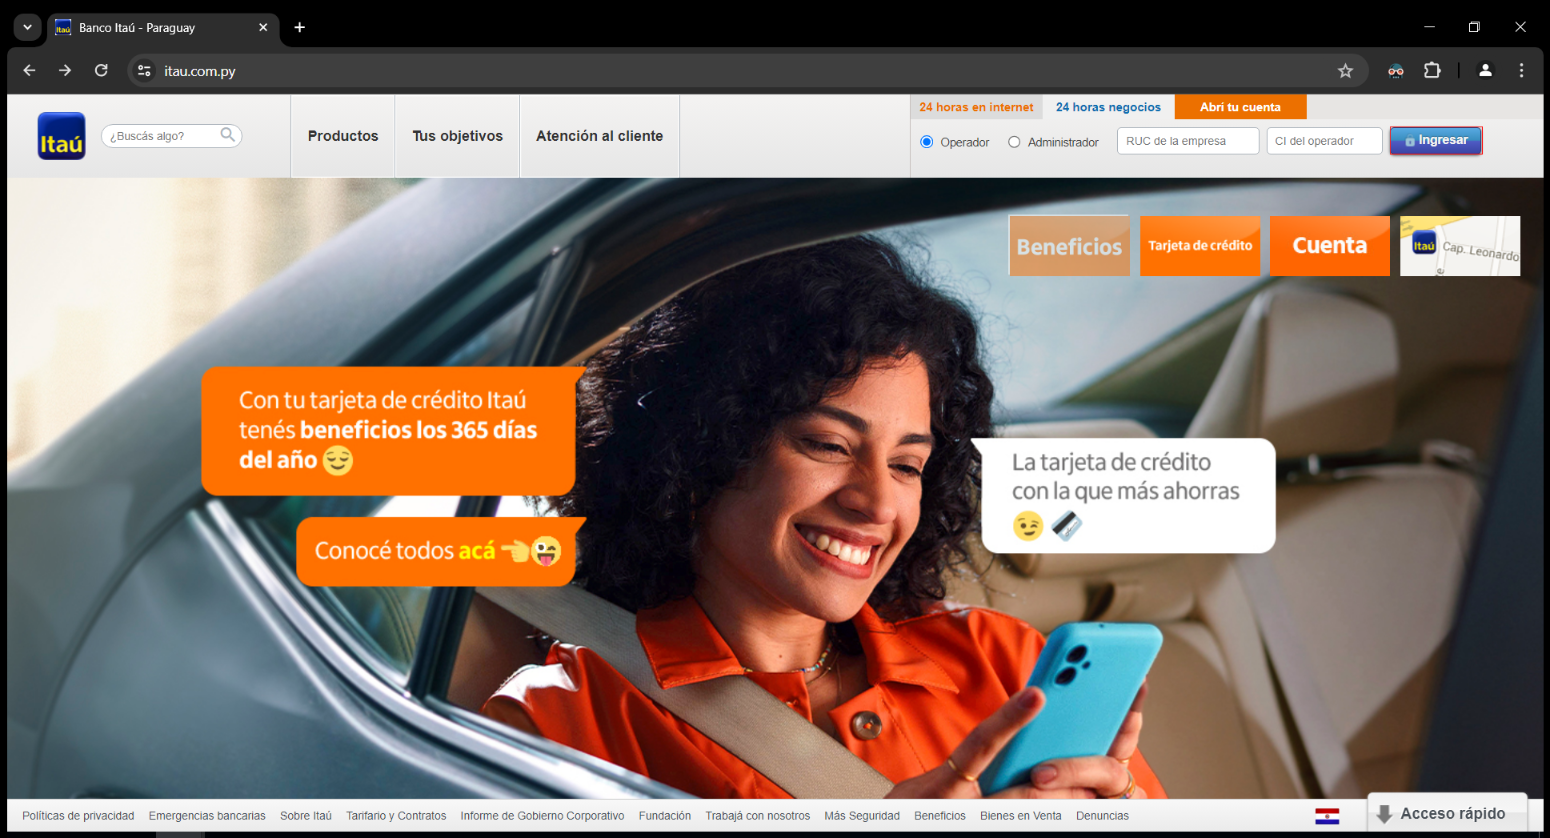 Banco Itaú - Paraguay
itau.com.py
24 horas en internet
24 horas negocios
Abrí tu cuenta
Itaú
¿Buscás algo?
Productos
Tus objetivos
Atención al cliente
Operador
Administrador
RUC de la empresa
CI del operador
Ingresar
Beneficios
Tarjeta de crédito
Cuenta
Itaú
Cap. Leonardo
Con tu tarjeta de crédito Itaú
tenés beneficios los 365 días
del año
Conocé todos acá
La tarjeta de crédito
con la que más ahorras
Políticas de privacidad
Emergencias bancarias
Sobre Itaú
Tarifario y Contratos
Informe de Gobierno Corporativo
Fundación
Trabajá con nosotros
Más Seguridad
Beneficios
Bienes en Venta
Denuncias
Acceso rápido